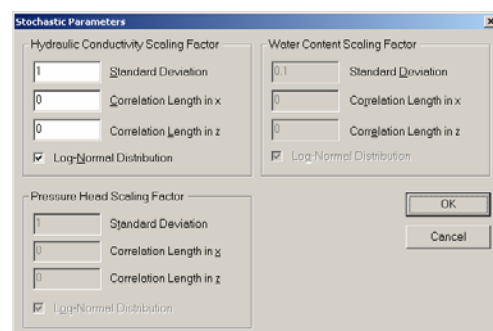 Stochastic Parameters
Hydraulic Conductivity Scaling Factor
1 Standard Deviation
0 Correlation Length in x
0 Correlation Length in z
Log-Normal Distribution
Water Content Scaling Factor
0.1 Standard Deviation
0 Correlation Length in x
0 Correlation Length in z
Log-Normal Distribution
Pressure Head Scaling Factor
1 Standard Deviation
0 Correlation Length in x
0 Correlation Length in z
Log-Normal Distribution
OK
Cancel